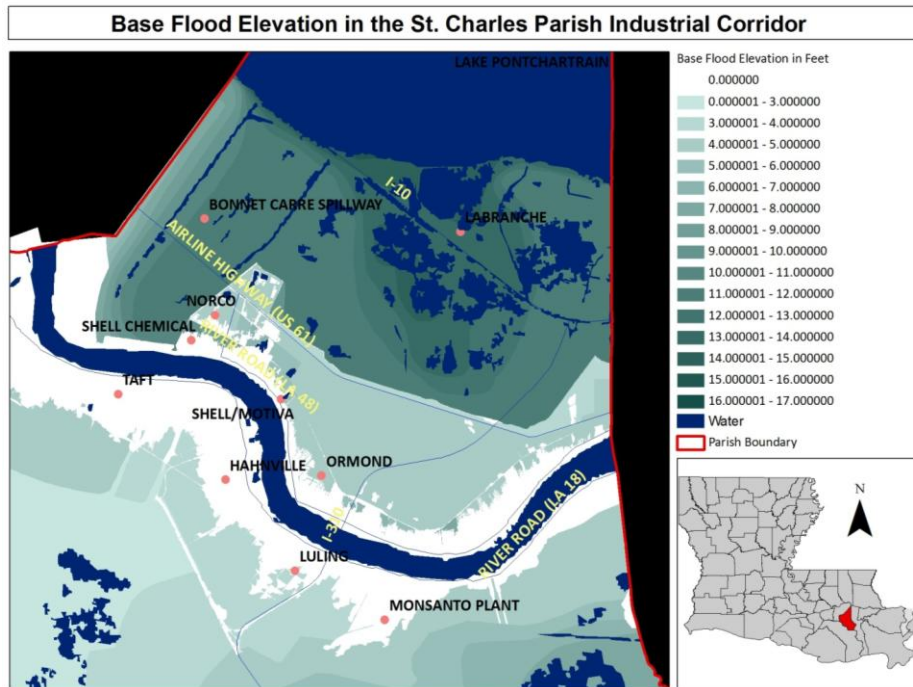 Base Flood Elevation in the St. Charles Parish Industrial Corridor
LAKE PONTCHARTRAIN
I-10
BONNET CARRE SPILLWAY
LABRANCHE
AIRLINE HIGHWAY (US 61)
NORCO
SHELL CHEMICAL
RIVER ROAD (LA 48)
TAFT
SHELL/MOTIVA
HAHNVILLE
ORMOND
I-310
RIVER ROAD (LA 18)
LULING
MONSANTO PLANT
Base Flood Elevation in Feet
0.000000
0.000001 - 3.000000
3.000001 - 4.000000
4.000001 - 5.000000
5.000001 - 6.000000
6.000001 - 7.000000
7.000001 - 8.000000
8.000001 - 9.000000
9.000001 - 10.000000
10.000001 - 11.000000
11.000001 - 12.000000
12.000001 - 13.000000
13.000001 - 14.000000
14.000001 - 15.000000
15.000001 - 16.000000
16.000001 - 17.000000
Water
Parish Boundary
N